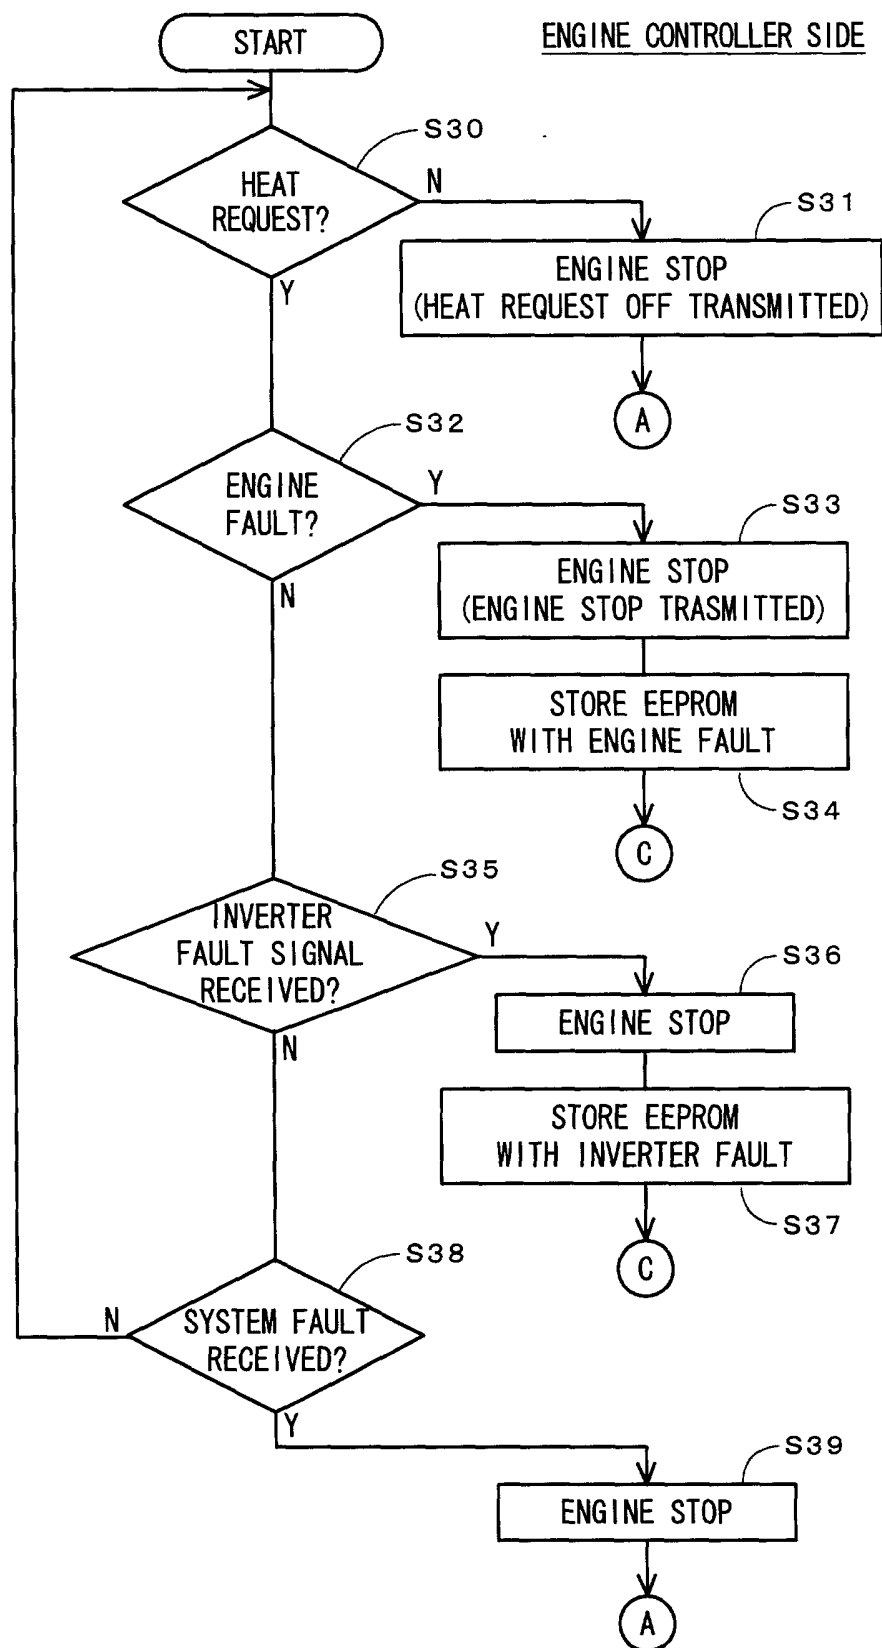 START
ENGINE CONTROLLER SIDE
S30
HEAT
REQUEST?
N
Y
S31
ENGINE STOP
(HEAT REQUEST OFF TRANSMITTED)
A
S32
ENGINE
FAULT?
Y
N
S33
ENGINE STOP
(ENGINE STOP TRASMITTED)
STORE EEPROM
WITH ENGINE FAULT
S34
C
S35
INVERTER
FAULT SIGNAL
RECEIVED?
Y
N
S36
ENGINE STOP
STORE EEPROM
WITH INVERTER FAULT
S37
C
S38
SYSTEM FAULT
RECEIVED?
N
Y
S39
ENGINE STOP
A